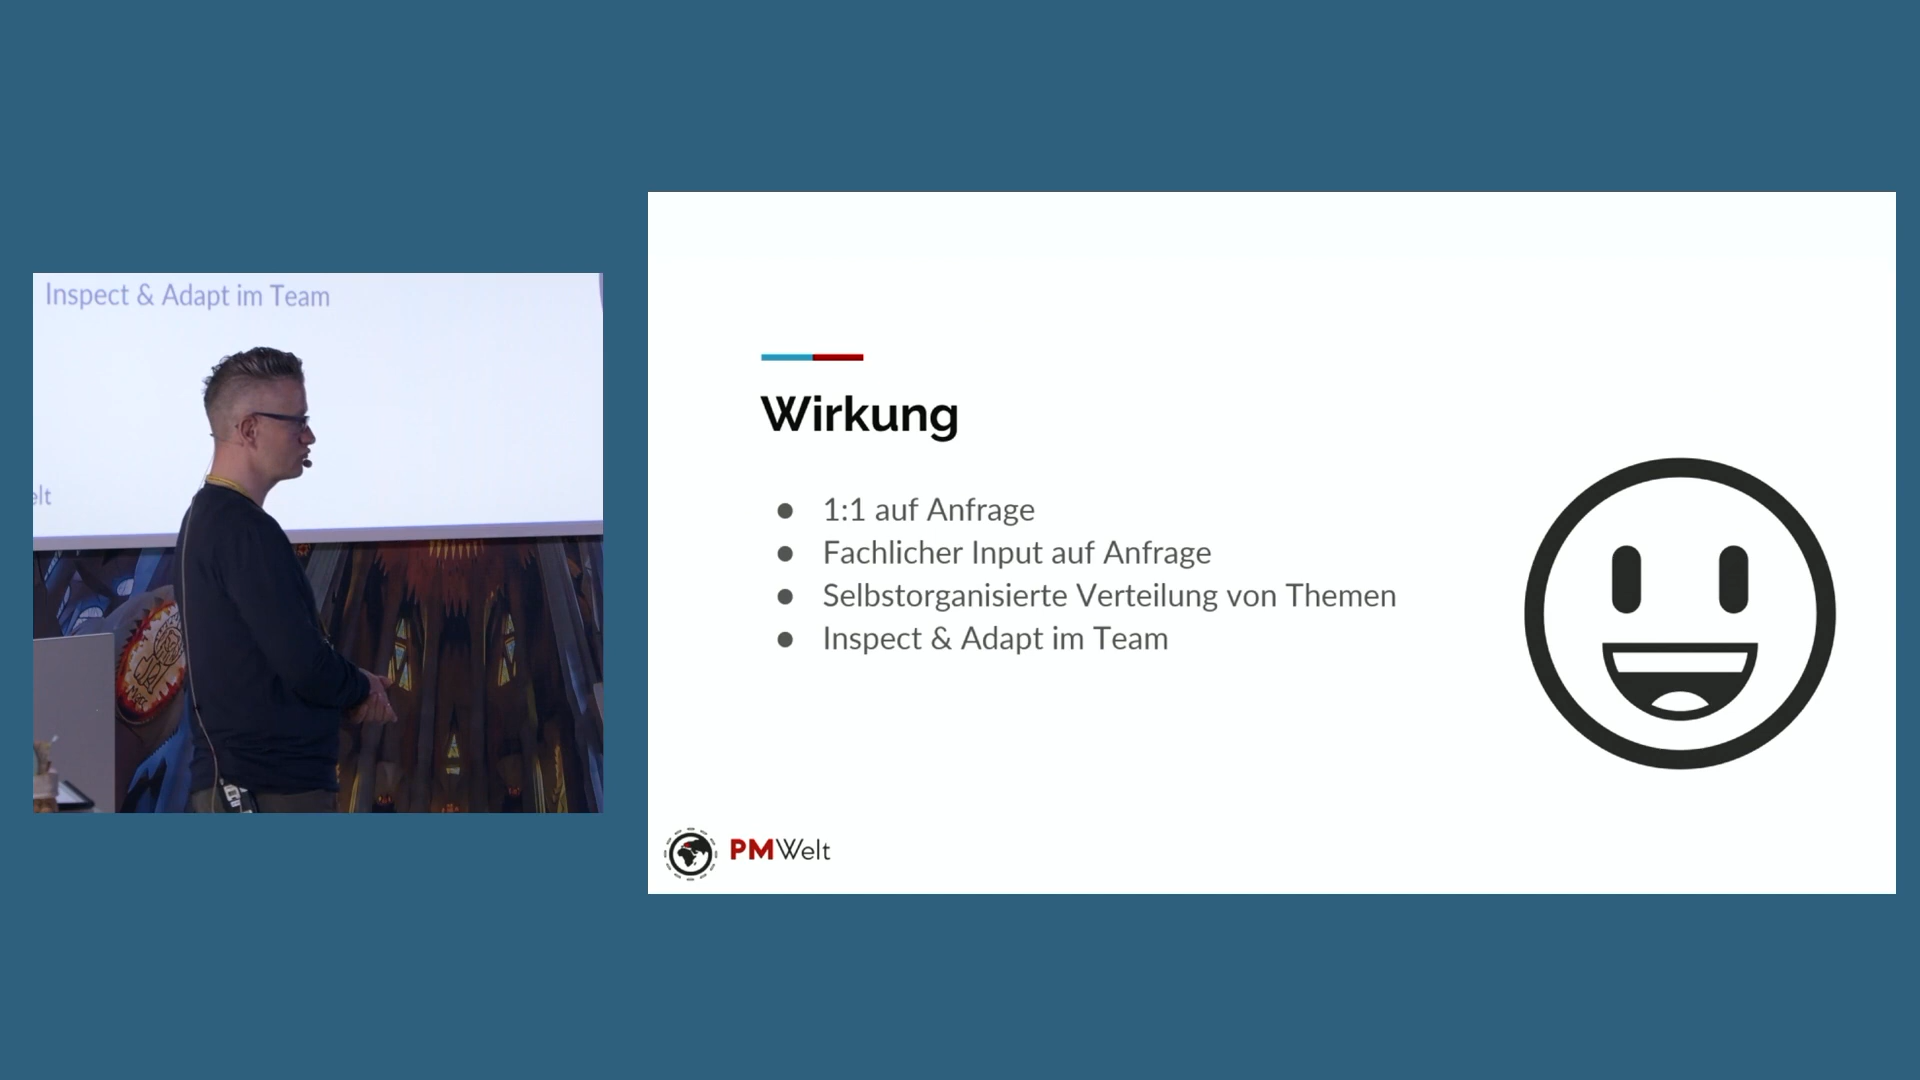 Inspect & Adapt im Team
elt
Wirkung
1:1 auf Anfrage
Fachlicher Input auf Anfrage
Selbstorganisierte Verteilung von Themen
Inspect & Adapt im Team
PMWelt